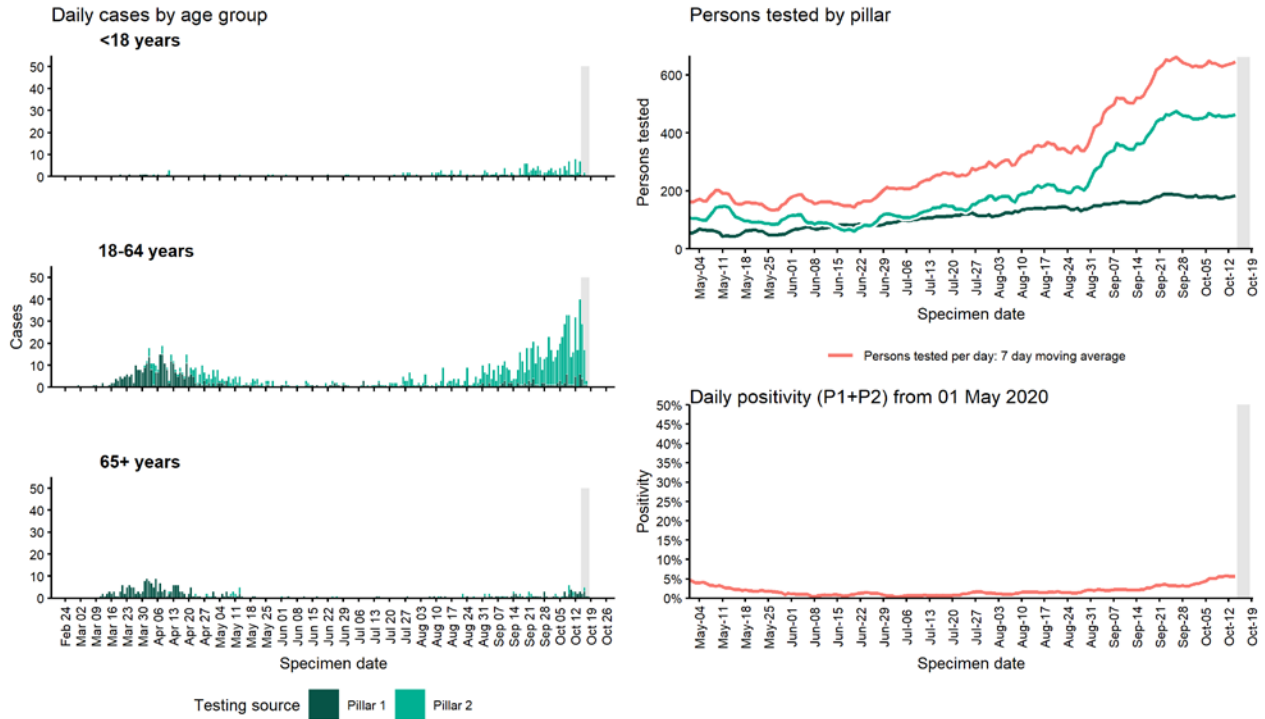 Daily cases by age group
<18 years
50
40
30
20
10
0
18-64 years
50
40
30
20
10
0
Cases
65+ years
50
40
30
20
10
0
Feb 24
Mar 02
Mar 09
Mar 16
Mar 23
Mar 30
Apr 06
Apr 13
Apr 20
Apr 27
May 04
May 11
May 18
May 25
Jun 01
Jun 08
Jun 15
Jun 22
Jun 29
Jul 06
Jul 13
Jul 20
Jul 27
Aug 03
Aug 10
Aug 17
Aug 24
Aug 31
Sep 07
Sep 14
Sep 21
Sep 28
Oct 05
Oct 12
Oct 19
Oct 26
Specimen date
Testing source
Pillar 1
Pillar 2
Persons tested by pillar
600
400
200
0
Persons tested
May-04
May-11
May-18
May-25
Jun-01
Jun-08
Jun-15
Jun-22
Jun-29
Jul-06
Jul-13
Jul-20
Jul-27
Aug-03
Aug-10
Aug-17
Aug-24
Aug-31
Sep-07
Sep-14
Sep-21
Sep-28
Oct-05
Oct-12
Oct-19
Specimen date
Persons tested per day: 7 day moving average
Daily positivity (P1+P2) from 01 May 2020
50%
45%
40%
35%
30%
25%
20%
15%
10%
5%
0%
Positivity
May-04
May-11
May-18
May-25
Jun-01
Jun-08
Jun-15
Jun-22
Jun-29
Jul-06
Jul-13
Jul-20
Jul-27
Aug-03
Aug-10
Aug-17
Aug-24
Aug-31
Sep-07
Sep-14
Sep-21
Sep-28
Oct-05
Oct-12
Oct-19
Specimen date